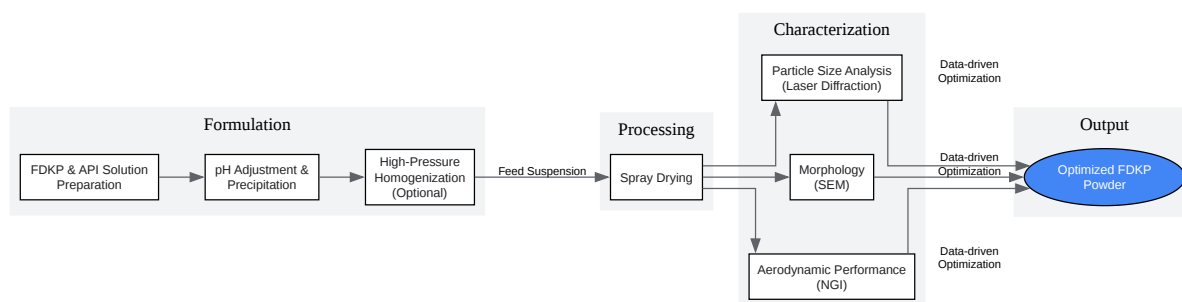 Formulation
FDKP & API Solution
Preparation
pH Adjustment &
Precipitation
High-Pressure
Homogenization
(Optional)
Feed Suspension
Processing
Spray Drying
Characterization
Particle Size Analysis
(Laser Diffraction)
Morphology
(SEM)
Aerodynamic Performance
(NGI)
Data-driven
Optimization
Data-driven
Optimization
Data-driven
Optimization
Output
Optimized FDKP
Powder